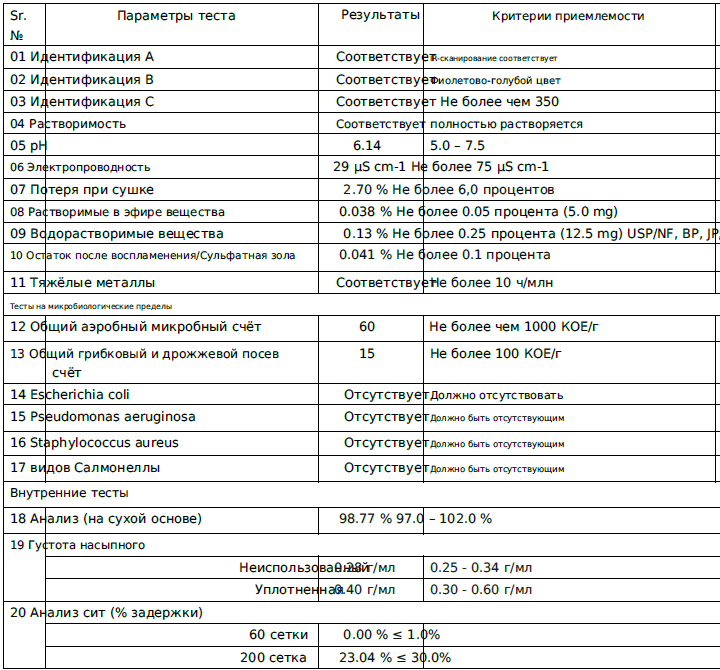 Sr. Параметры теста Результаты Критерии приемлемости
№
01 Идентификация A Соответствует ИК-сканирование соответствует
02 Идентификация B Соответствует Фиолетово-голубой цвет
03 Идентификация C Соответствует Не более чем 350
04 Растворимость Соответствует полностью растворяется
05 pH 6.14 5.0 – 7.5
06 Электропроводность 29 µS cm-1 Не более 75 µS cm-1
07 Потеря при сушке 2.70 % Не более 6,0 процентов
08 Растворимые в эфире вещества 0.038 % Не более 0.05 процента (5.0 mg)
09 Водорастворимые вещества 0.13 % Не более 0.25 процента (12.5 mg) USP/NF, BP, JP,
10 Остаток после воспламенения/Сульфатная зола 0.041 % Не более 0.1 процента
11 Тяжёлые металлы Соответствует Не более 10 ч/млн
Тесты на микробиологические пределы
12 Общий аэробный микробный счёт 60 Не более чем 1000 КОЕ/г
13 Общий грибковый и дрожжевой посев 15 Не более 100 КОЕ/г
счёт
14 Escherichia coli Отсутствует Должно отсутствовать
15 Pseudomonas aeruginosa Отсутствует Должно быть отсутствующим
16 Staphylococcus aureus Отсутствует Должно быть отсутствующим
17 видов Салмонеллы Отсутствует Должно быть отсутствующим
Внутренние тесты
18 Анализ (на сухой основе) 98.77 % 97.0 – 102.0 %
19 Густота насыпного
Неиспользованный 0.28 г/мл 0.25 - 0.34 г/мл
Уплотненная 0.40 г/мл 0.30 - 0.60 г/мл
20 Анализ сит (% задержки)
60 сетки 0.00 % ≤ 1.0%
200 сетка 23.04 % ≤ 30.0%